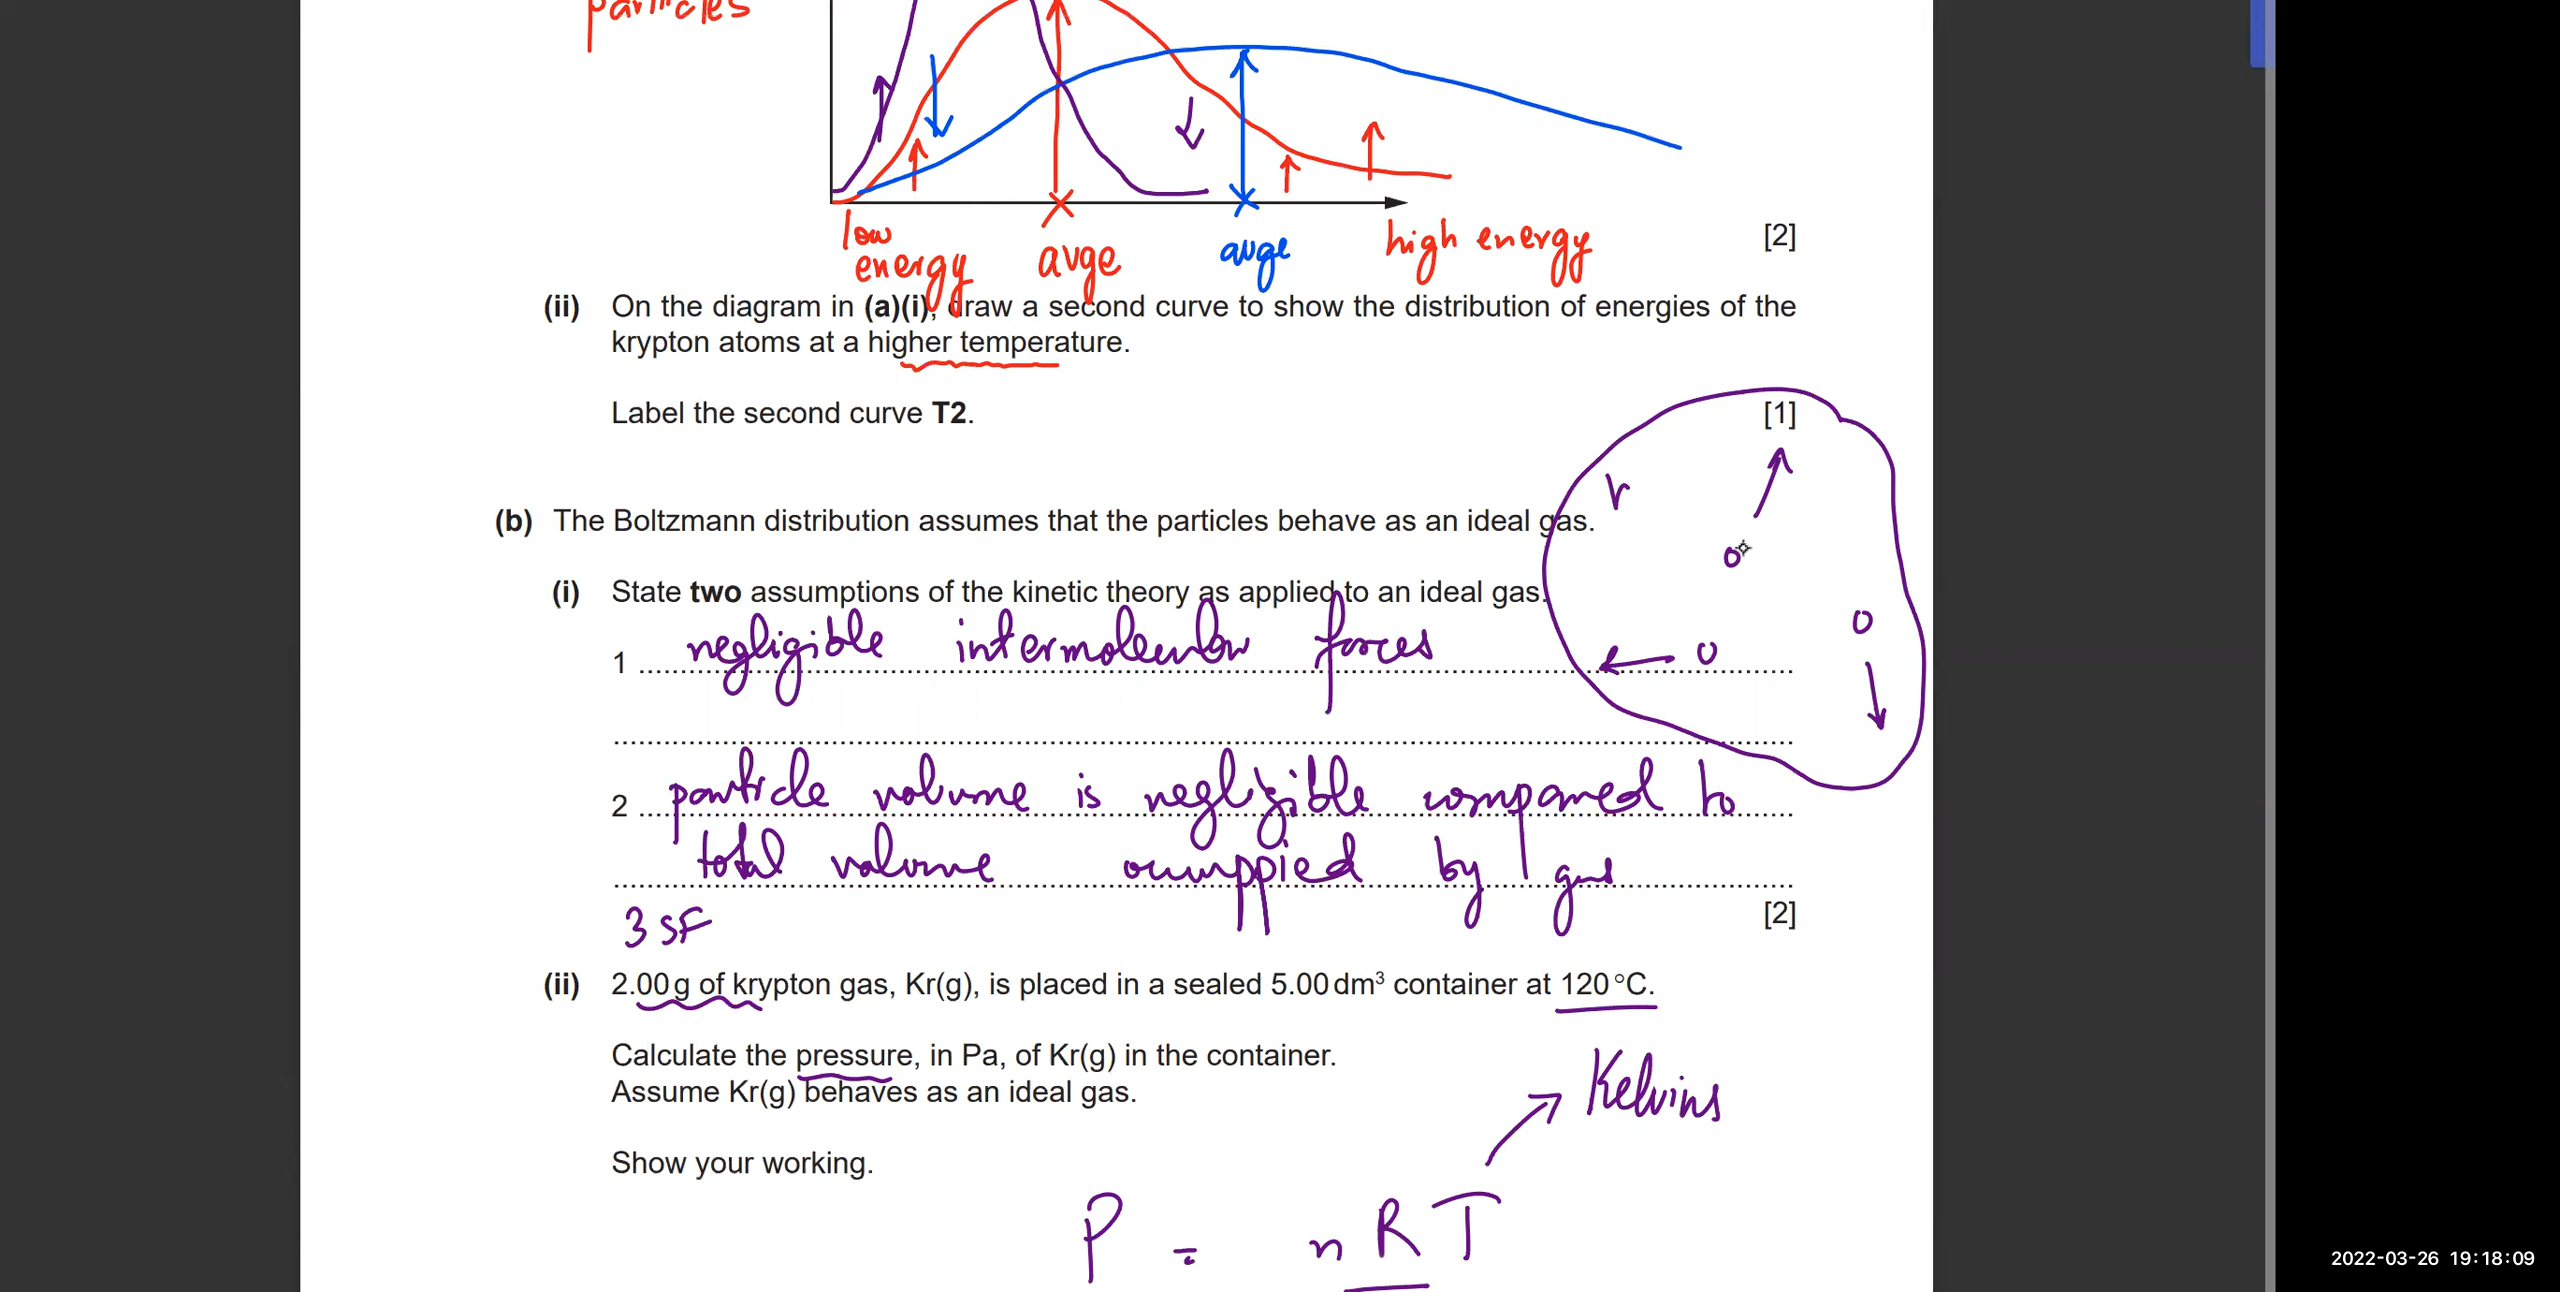 particles
low
energy
avge
avge
high energy
[2]
(ii) On the diagram in (a)(i), draw a second curve to show the distribution of energies of the
krypton atoms at a higher temperature.
Label the second curve T2.
[1]
(b) The Boltzmann distribution assumes that the particles behave as an ideal gas.
(i) State two assumptions of the kinetic theory as applied to an ideal gas.
1 negligible intermolecular forces
2 particle volume is negligible compared to
total volume occuppied by gas
[2]
3 SF
(ii) 2.00 g of krypton gas, Kr(g), is placed in a sealed 5.00 dm³ container at 120 °C.
Calculate the pressure, in Pa, of Kr(g) in the container.
Assume Kr(g) behaves as an ideal gas.
Kelvins
Show your working.
P = nRT
2022-03-26 19:18:09